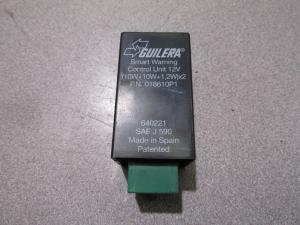 GUILERA
Smart Warning
Control Unit 12V
(10W+10W+1,2W)x2
P.N. 018610P1
640221
SAE J 590
Made in Spain
Patented